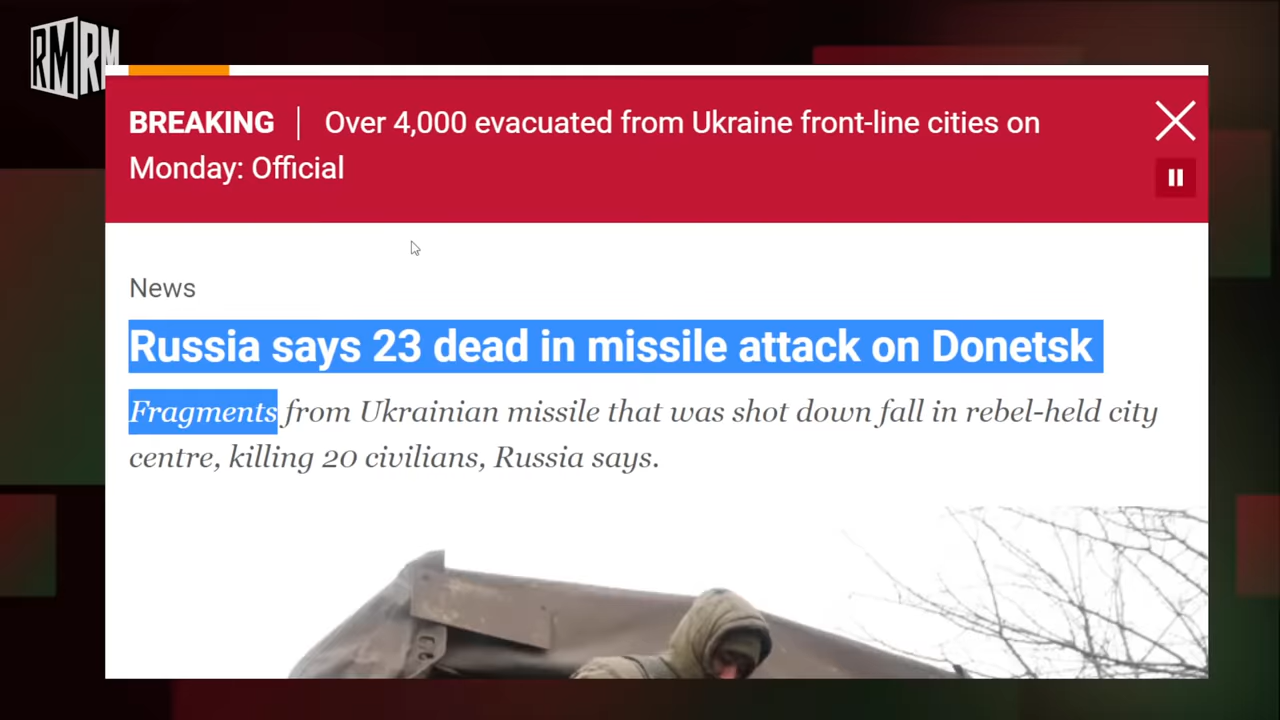 RMRM
BREAKING | Over 4,000 evacuated from Ukraine front-line cities on
Monday: Official
News
Russia says 23 dead in missile attack on Donetsk
Fragments from Ukrainian missile that was shot down fall in rebel-held city
centre, killing 20 civilians, Russia says.